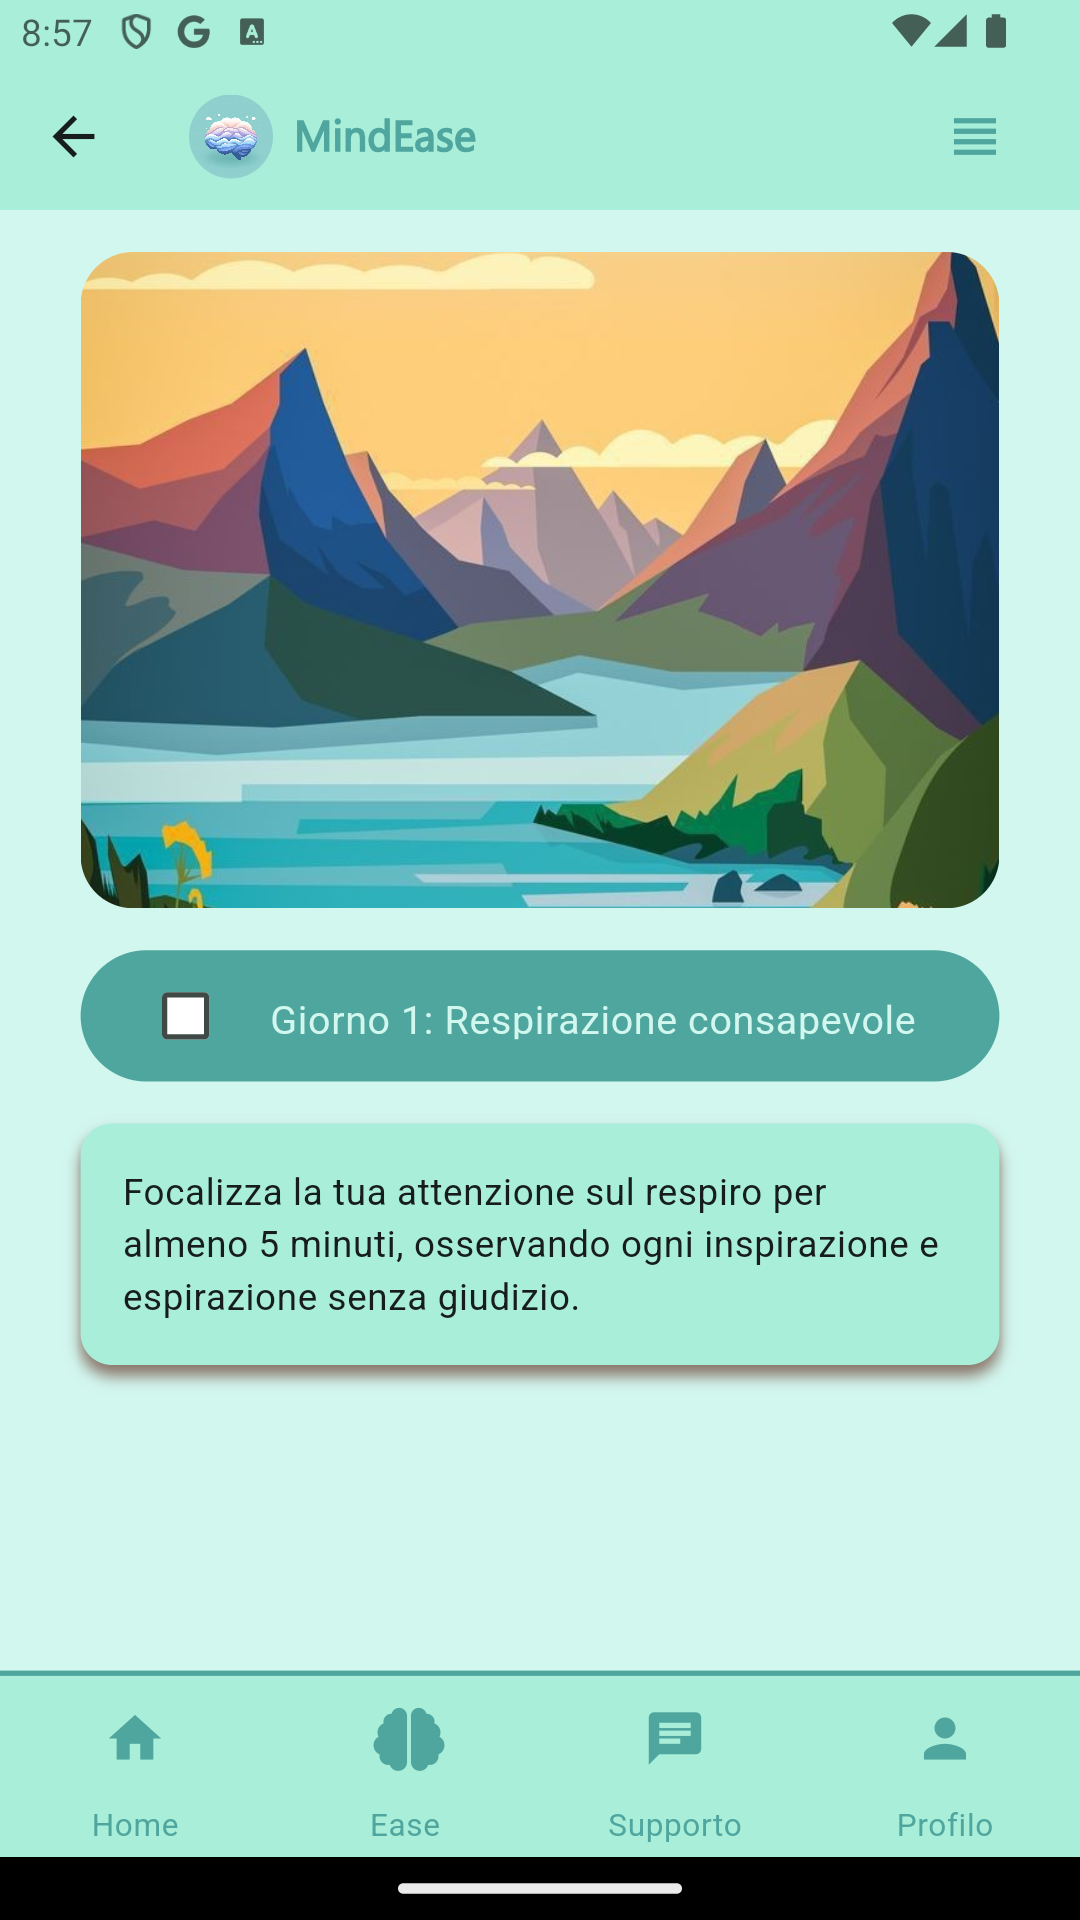 8:57
MindEase
Giorno 1: Respirazione consapevole
Focalizza la tua attenzione sul respiro per
almeno 5 minuti, osservando ogni inspirazione e
espirazione senza giudizio.
Home Ease Supporto Profilo